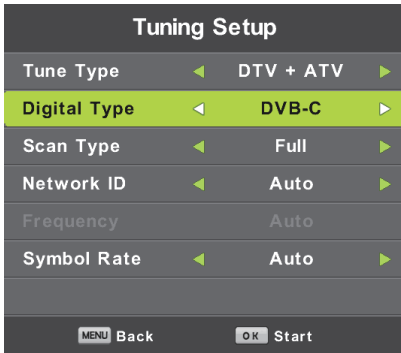 Tuning Setup
Tune Type DTV + ATV
Digital Type DVB-C
Scan Type Full
Network ID Auto
Frequency Auto
Symbol Rate Auto
MENU Back OK Start